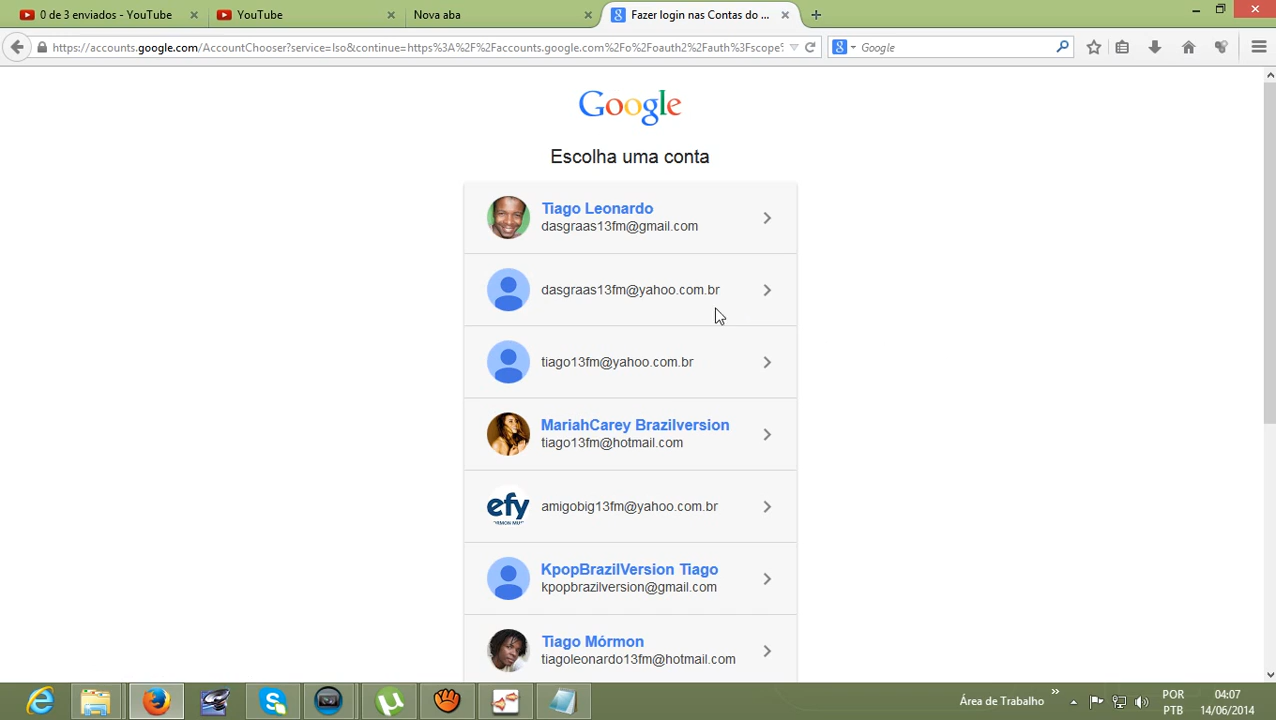 0 de 3 enviados - YouTube
YouTube
Nova aba
Fazer login nas Contas do ...
https://accounts.google.com/AccountChooser?service=lso&continue=https%3A%2F%2Faccounts.google.com%2Fo%2Foauth2%2Fauth%3Fscope%
Google
Google
Escolha uma conta
Tiago Leonardo
dasgraas13fm@gmail.com
dasgraas13fm@yahoo.com.br
tiago13fm@yahoo.com.br
MariahCarey Brazilversion
tiago13fm@hotmail.com
efy
amigobig13fm@yahoo.com.br
KpopBrazilVersion Tiago
kpopbrazilversion@gmail.com
Tiago Mórmon
tiagoleonardo13fm@hotmail.com
Área de Trabalho
POR
PTB
04:07
14/06/2014